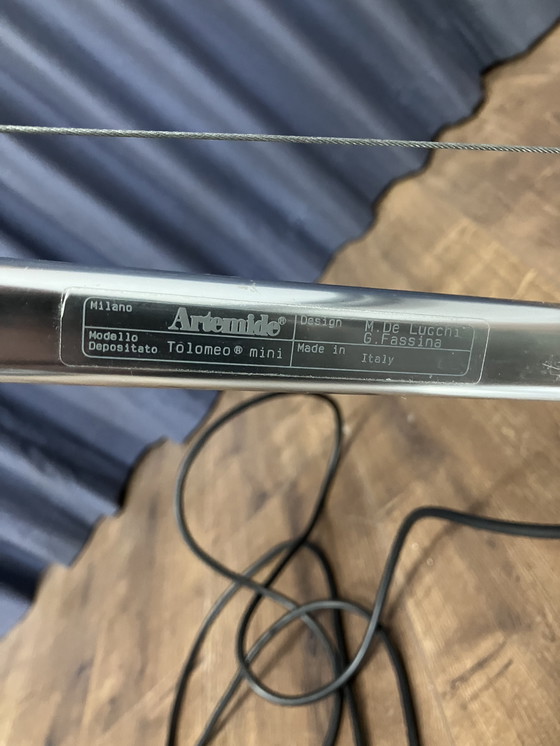 Milano
Artemide®
Design
M.De Lucchi
G.Fassina
Modello
Depositato
Tolomeo® mini
Made in
Italy